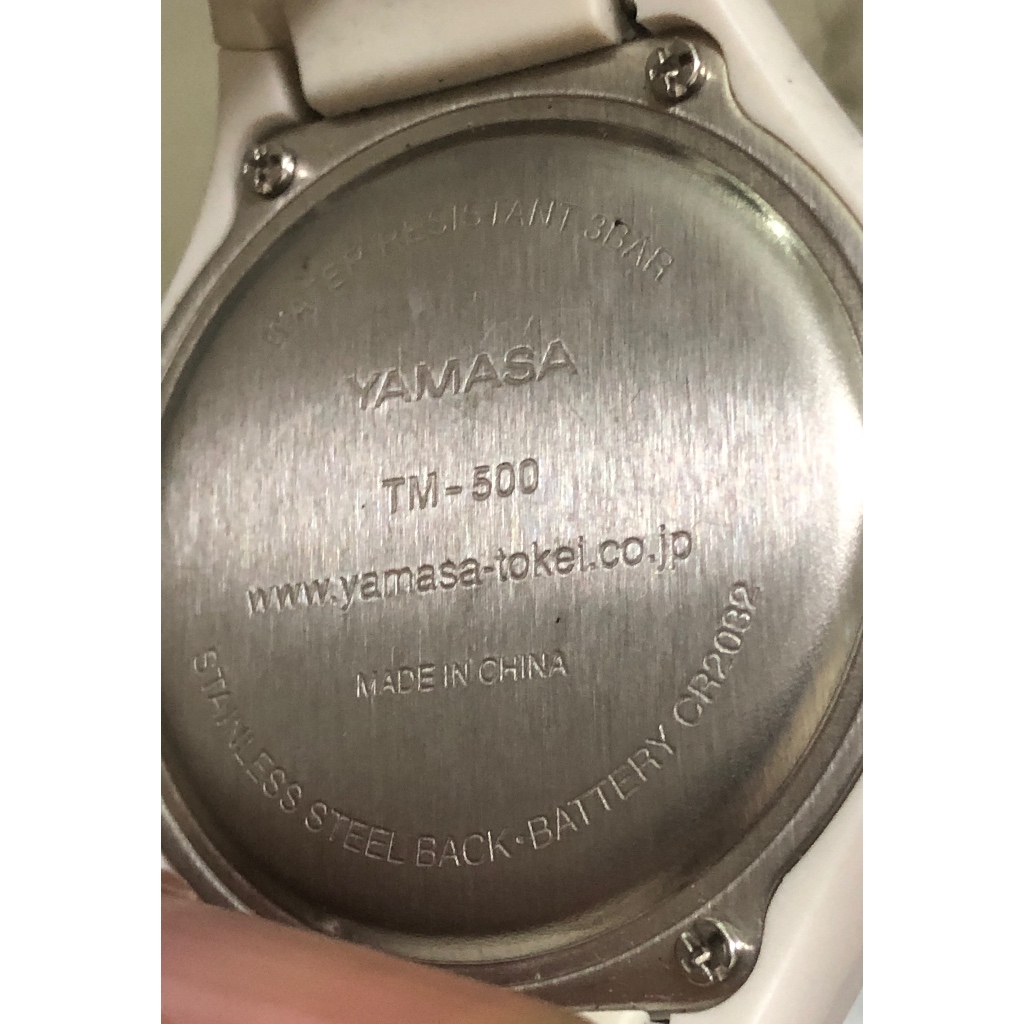 WATER RESISTANT 3BAR
YAMASA
TM-500
www.yamasa-tokei.co.jp
MADE IN CHINA
STAINLESS STEEL BACK·BATTERY CR2032